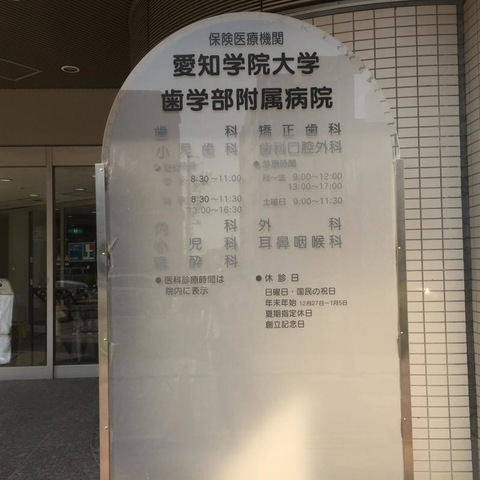 保険医療機関
愛知学院大学
歯学部附属病院
歯科 矯正歯科
小児歯科 歯科口腔外科
●診療時間
8:30〜11:00 月〜金 9:00〜12:00
13:00〜17:00
8:30〜11:00 土曜日 9:00〜11:30
13:00〜16:30
内科 外科
小児科 耳鼻咽喉科
麻酔科
●医科診療時間は ●休診日
院内に表示 日曜日・国民の祝日
年末年始 12月27日〜1月5日
夏期指定休日
創立記念日